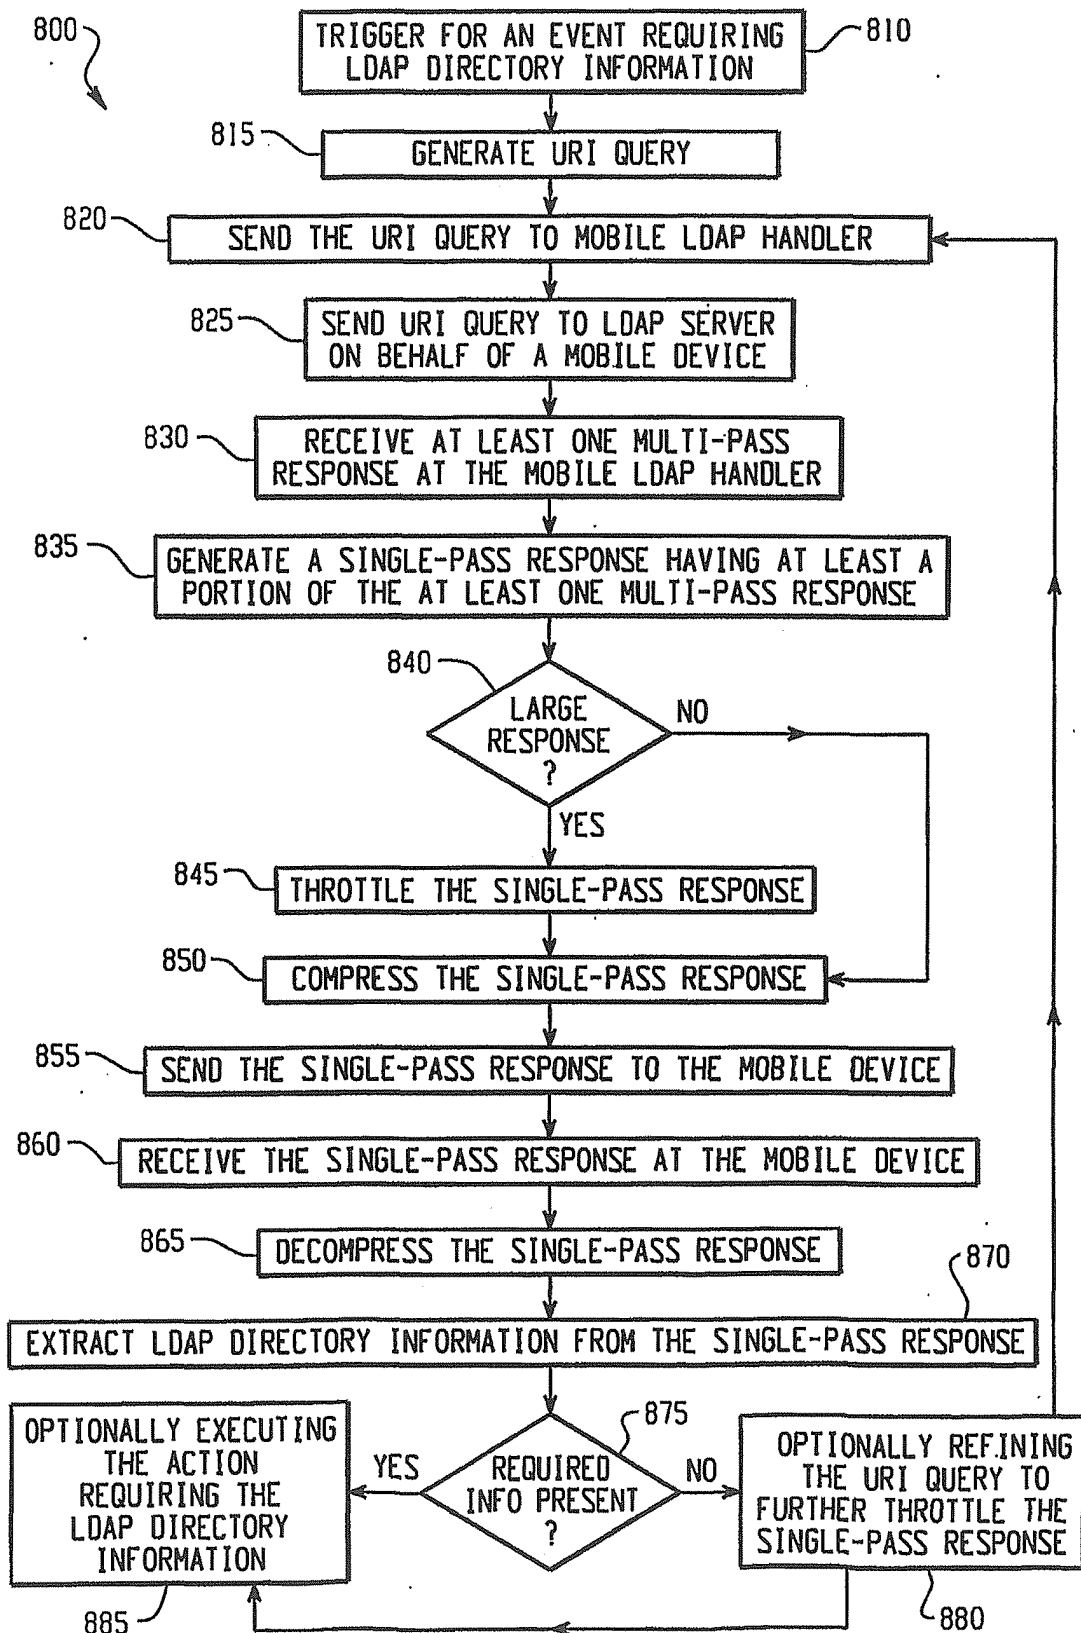 800
TRIGGER FOR AN EVENT REQUIRING
LDAP DIRECTORY INFORMATION
810
815
GENERATE URI QUERY
820
SEND THE URI QUERY TO MOBILE LDAP HANDLER
825
SEND URI QUERY TO LDAP SERVER
ON BEHALF OF A MOBILE DEVICE
830
RECEIVE AT LEAST ONE MULTI-PASS
RESPONSE AT THE MOBILE LDAP HANDLER
835
GENERATE A SINGLE-PASS RESPONSE HAVING AT LEAST A
PORTION OF THE AT LEAST ONE MULTI-PASS RESPONSE
840
LARGE
RESPONSE
?
NO
YES
845
THROTTLE THE SINGLE-PASS RESPONSE
850
COMPRESS THE SINGLE-PASS RESPONSE
855
SEND THE SINGLE-PASS RESPONSE TO THE MOBILE DEVICE
860
RECEIVE THE SINGLE-PASS RESPONSE AT THE MOBILE DEVICE
865
DECOMPRESS THE SINGLE-PASS RESPONSE
870
EXTRACT LDAP DIRECTORY INFORMATION FROM THE SINGLE-PASS RESPONSE
875
REQUIRED
INFO PRESENT
?
YES
NO
OPTIONALLY EXECUTING
THE ACTION
REQUIRING THE
LDAP DIRECTORY
INFORMATION
885
OPTIONALLY REFINING
THE URI QUERY TO
FURTHER THROTTLE THE
SINGLE-PASS RESPONSE
880